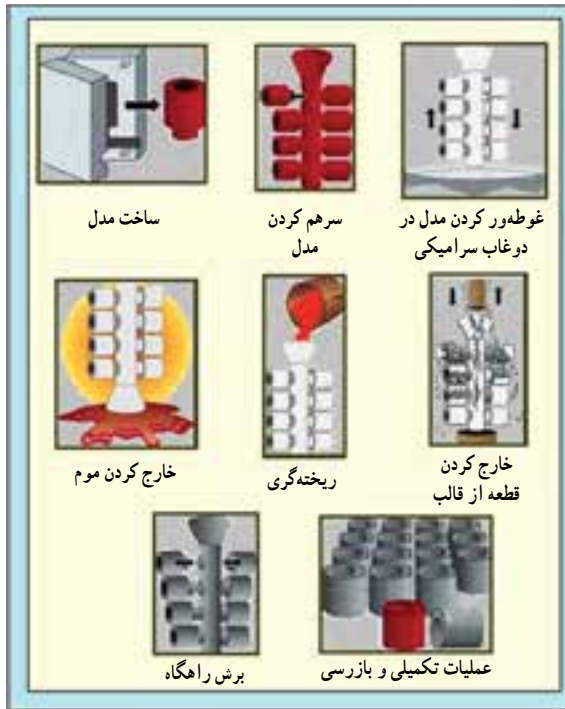 ساخت مدل
سرهم کردن
مدل
غوطه‌ور کردن مدل در
دوغاب سرامیکی
خارج کردن موم
ریخته‌گری
خارج کردن
قطعه از قالب
برش راهگاه
عملیات تکمیلی و بازرسی